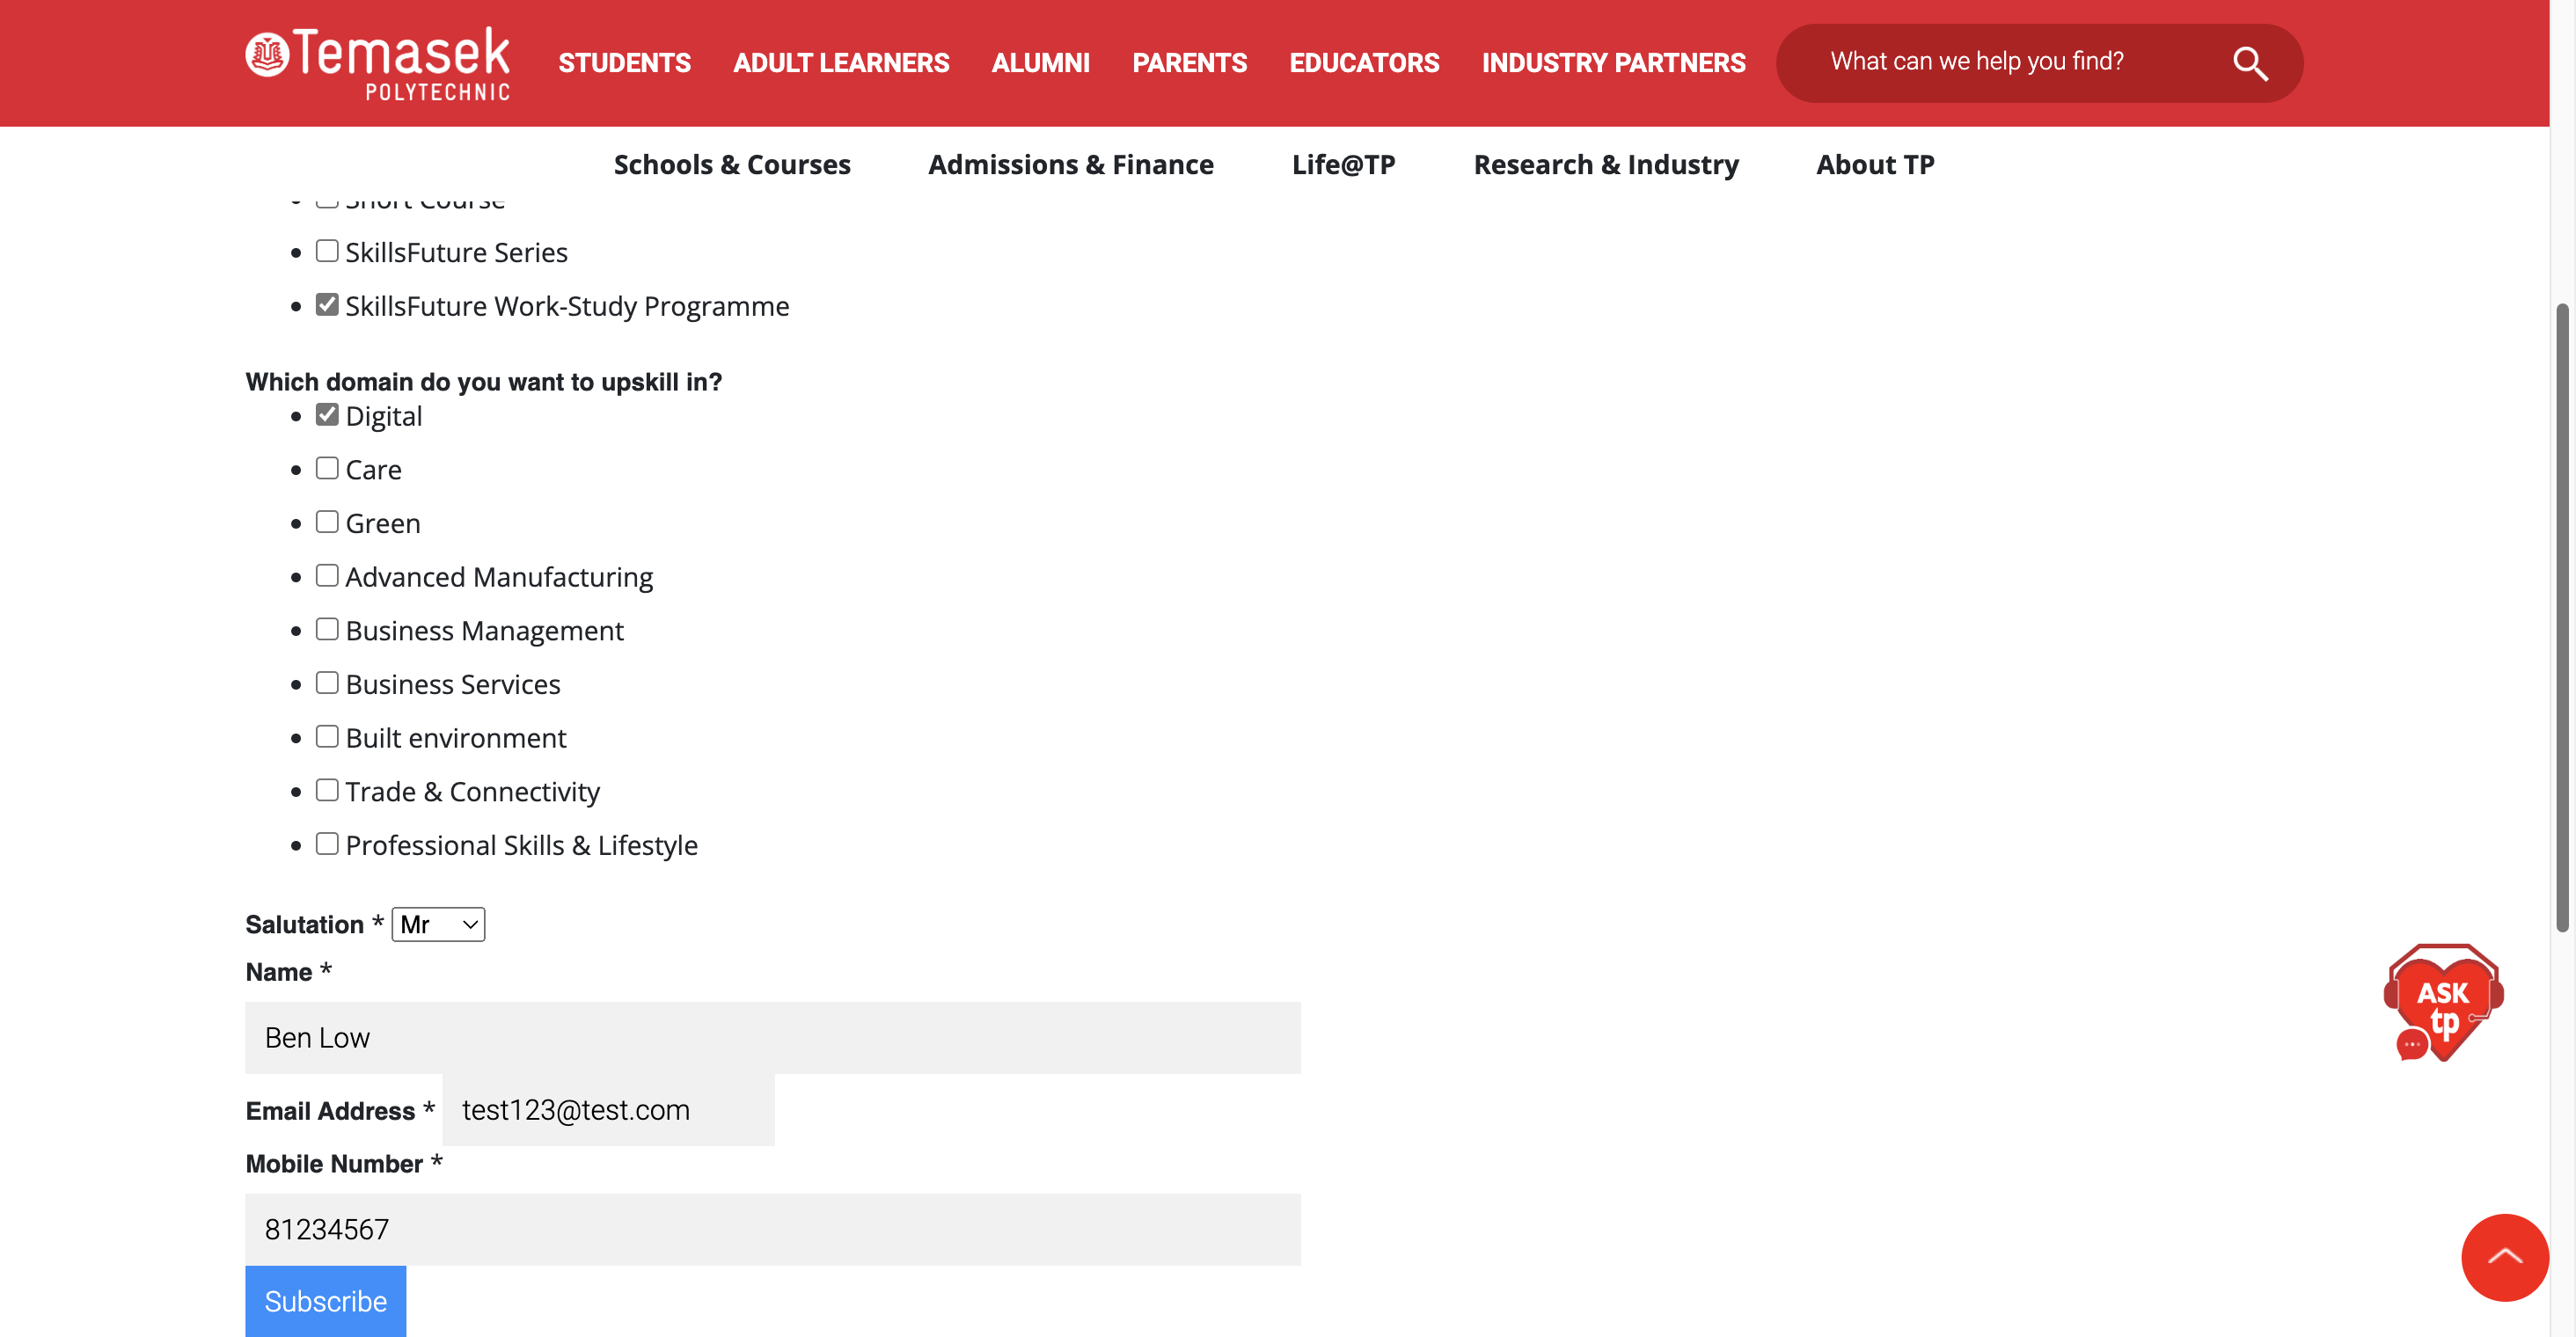 Temasek
POLYTECHNIC
STUDENTS ADULT LEARNERS ALUMNI PARENTS EDUCATORS INDUSTRY PARTNERS What can we help you find?
Schools & Courses Admissions & Finance Life@TP Research & Industry About TP
Short Course
SkillsFuture Series
SkillsFuture Work-Study Programme
Which domain do you want to upskill in?
Digital
Care
Green
Advanced Manufacturing
Business Management
Business Services
Built environment
Trade & Connectivity
Professional Skills & Lifestyle
Salutation * Mr
Name *
Ben Low
Email Address * test123@test.com
Mobile Number *
81234567
Subscribe
ASK
tp